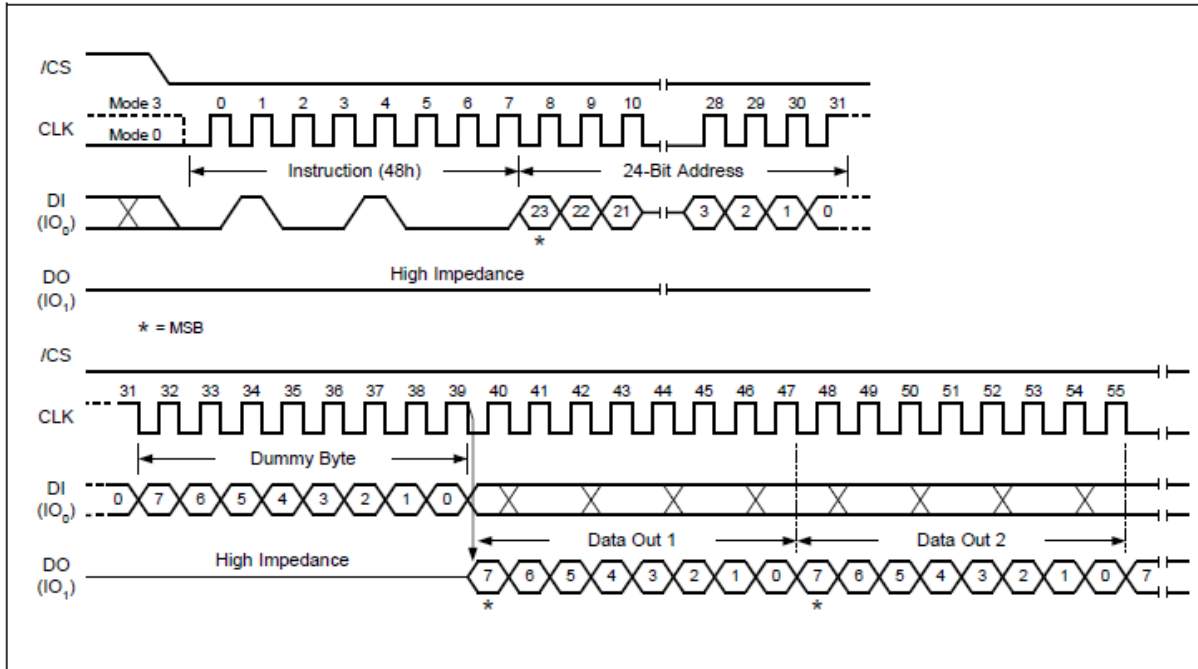 /CS
Mode 3 0 1 2 3 4 5 6 7 8 9 10 28 29 30 31
CLK
Mode 0
Instruction (48h) 24-Bit Address
DI
(IO0) 23 22 21 3 2 1 0
*
High Impedance
DO
(IO1)
* = MSB
/CS
31 32 33 34 35 36 37 38 39 40 41 42 43 44 45 46 47 48 49 50 51 52 53 54 55
CLK
Dummy Byte
DI
(IO0) 0 7 6 5 4 3 2 1 0
Data Out 1 Data Out 2
High Impedance
DO
(IO1) 7 6 5 4 3 2 1 0 7 6 5 4 3 2 1 0 7
* *